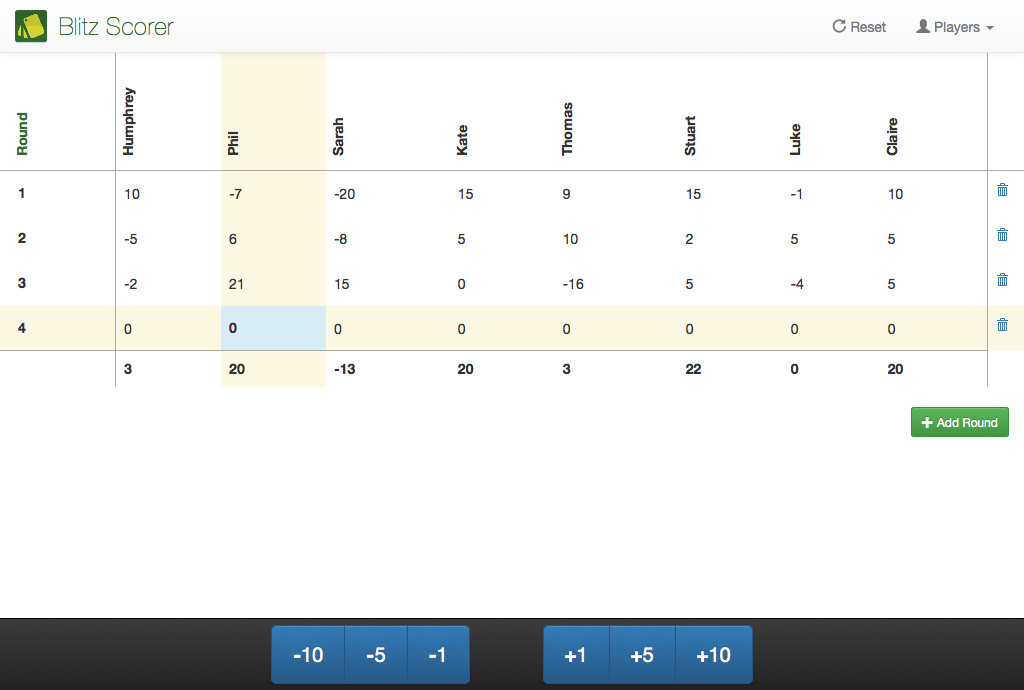 Blitz Scorer Reset Players
Round Humphrey Phil Sarah Kate Thomas Stuart Luke Claire
1 10 -7 -20 15 9 15 -1 10
2 -5 6 -8 5 10 2 5 5
3 -2 21 15 0 -16 5 -4 5
4 0 0 0 0 0 0 0 0
3 20 -13 20 3 22 0 20
+ Add Round
-10 -5 -1 +1 +5 +10